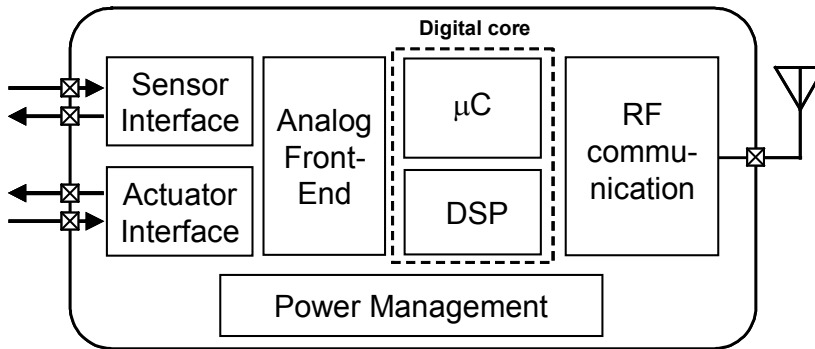 Digital core
Sensor
Interface
Actuator
Interface
Analog
Front-
End
μC
DSP
RF
commu-
nication
Power Management